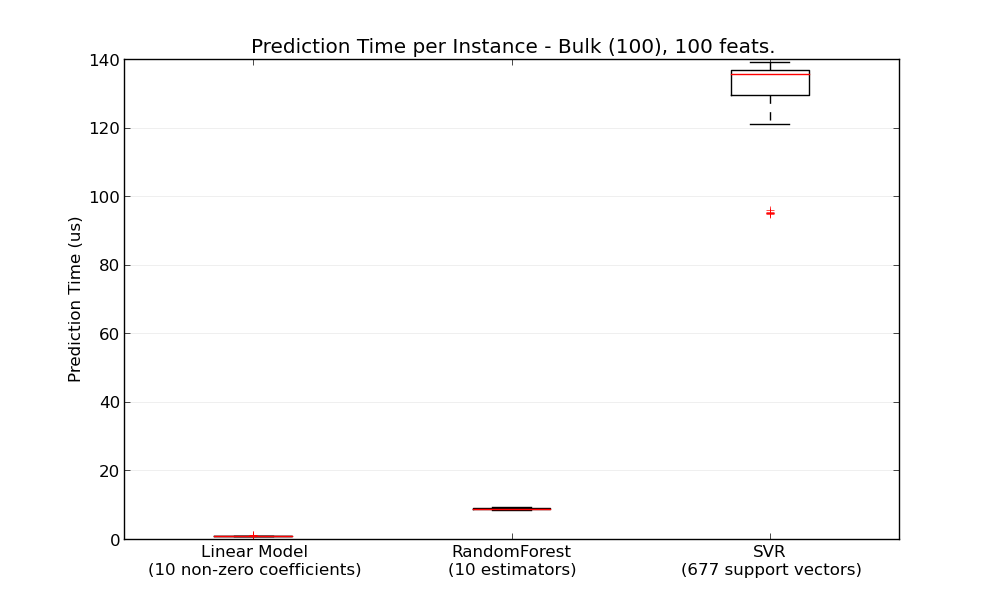 Prediction Time per Instance - Bulk (100), 100 feats.
140
120
100
80
60
40
20
0
Prediction Time (us)
Linear Model
(10 non-zero coefficients)
RandomForest
(10 estimators)
SVR
(677 support vectors)